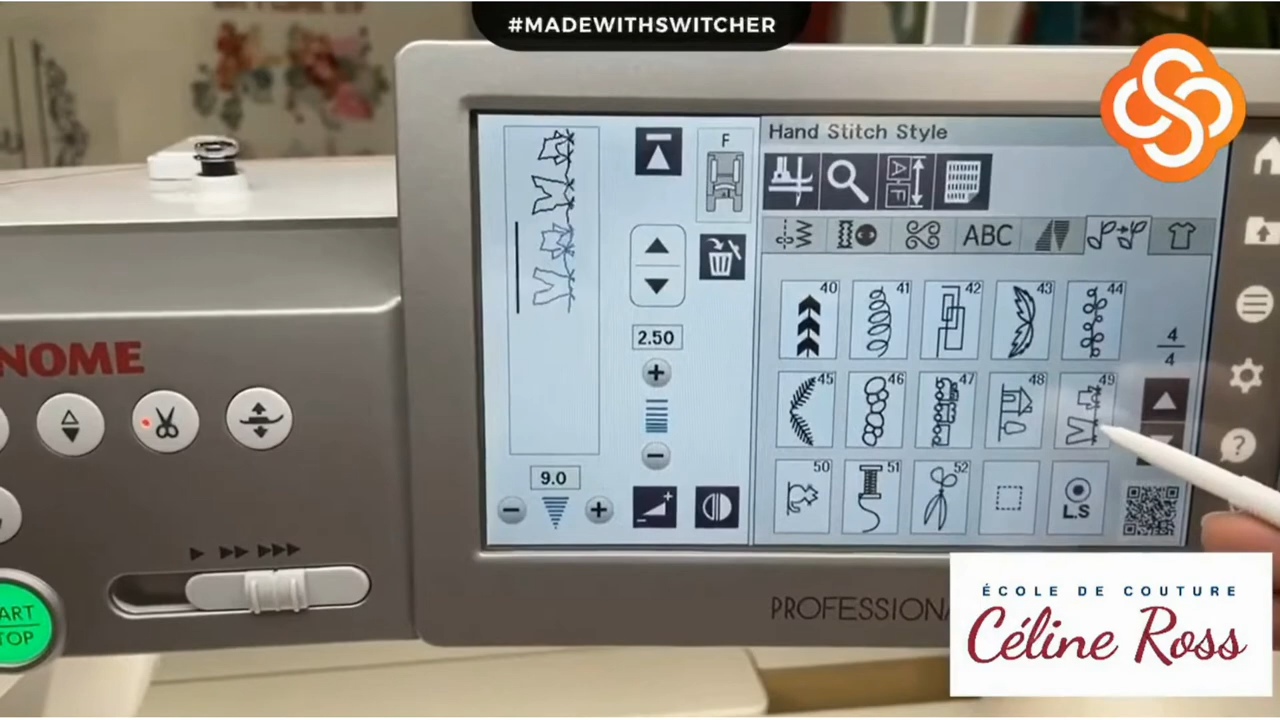 #MADEWITHSWITCHER
Hand Stitch Style
F
A
F
ABC
40
41
42
43
44
2.50
4
4
45
46
47
48
49
NOME
9.0
50
51
52
L.S
?
ART
TOP
PROFESSIONA
ÉCOLE DE COUTURE
Céline Ross